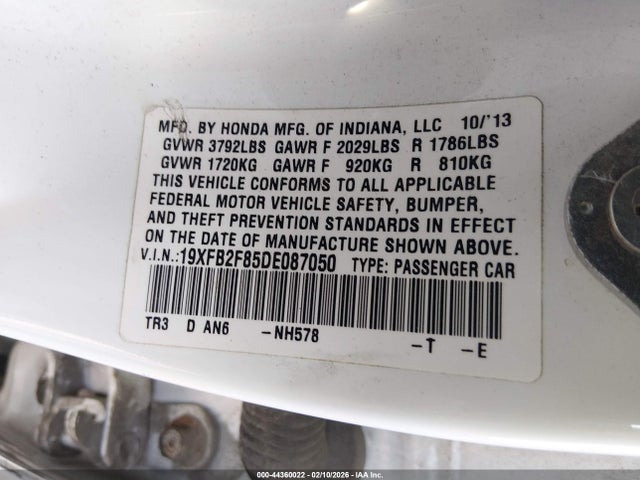 MFD. BY HONDA MFG. OF INDIANA, LLC 10/'13
GVWR 3792LBS GAWR F 2029LBS R 1786LBS
GVWR 1720KG GAWR F 920KG R 810KG
THIS VEHICLE CONFORMS TO ALL APPLICABLE
FEDERAL MOTOR VEHICLE SAFETY, BUMPER,
AND THEFT PREVENTION STANDARDS IN EFFECT
ON THE DATE OF MANUFACTURE SHOWN ABOVE.
V.I.N.:19XFB2F85DE087050 TYPE: PASSENGER CAR
TR3 D AN6 -NH578 -T -E
000-44360022 - 02/10/2026 - IAA Inc.